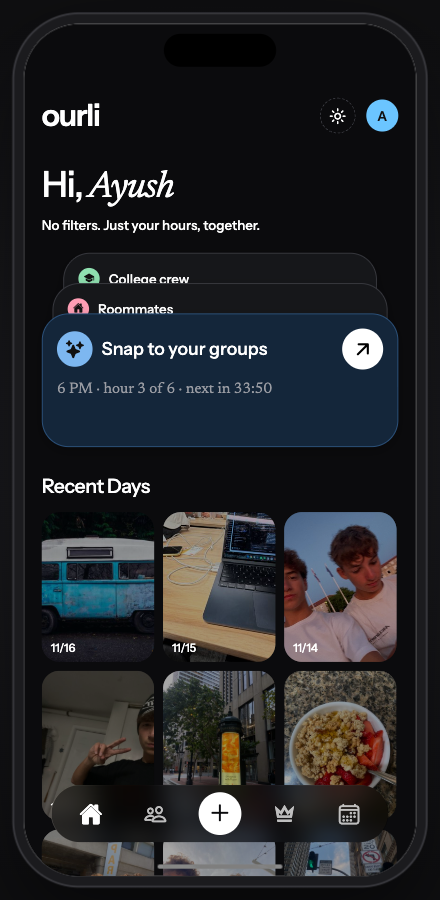 ourli
A
Hi, Ayush
No filters. Just your hours, together.
College crew
Roommates
Snap to your groups
6 PM · hour 3 of 6 · next in 33:50
Recent Days
11/16
11/15
11/14